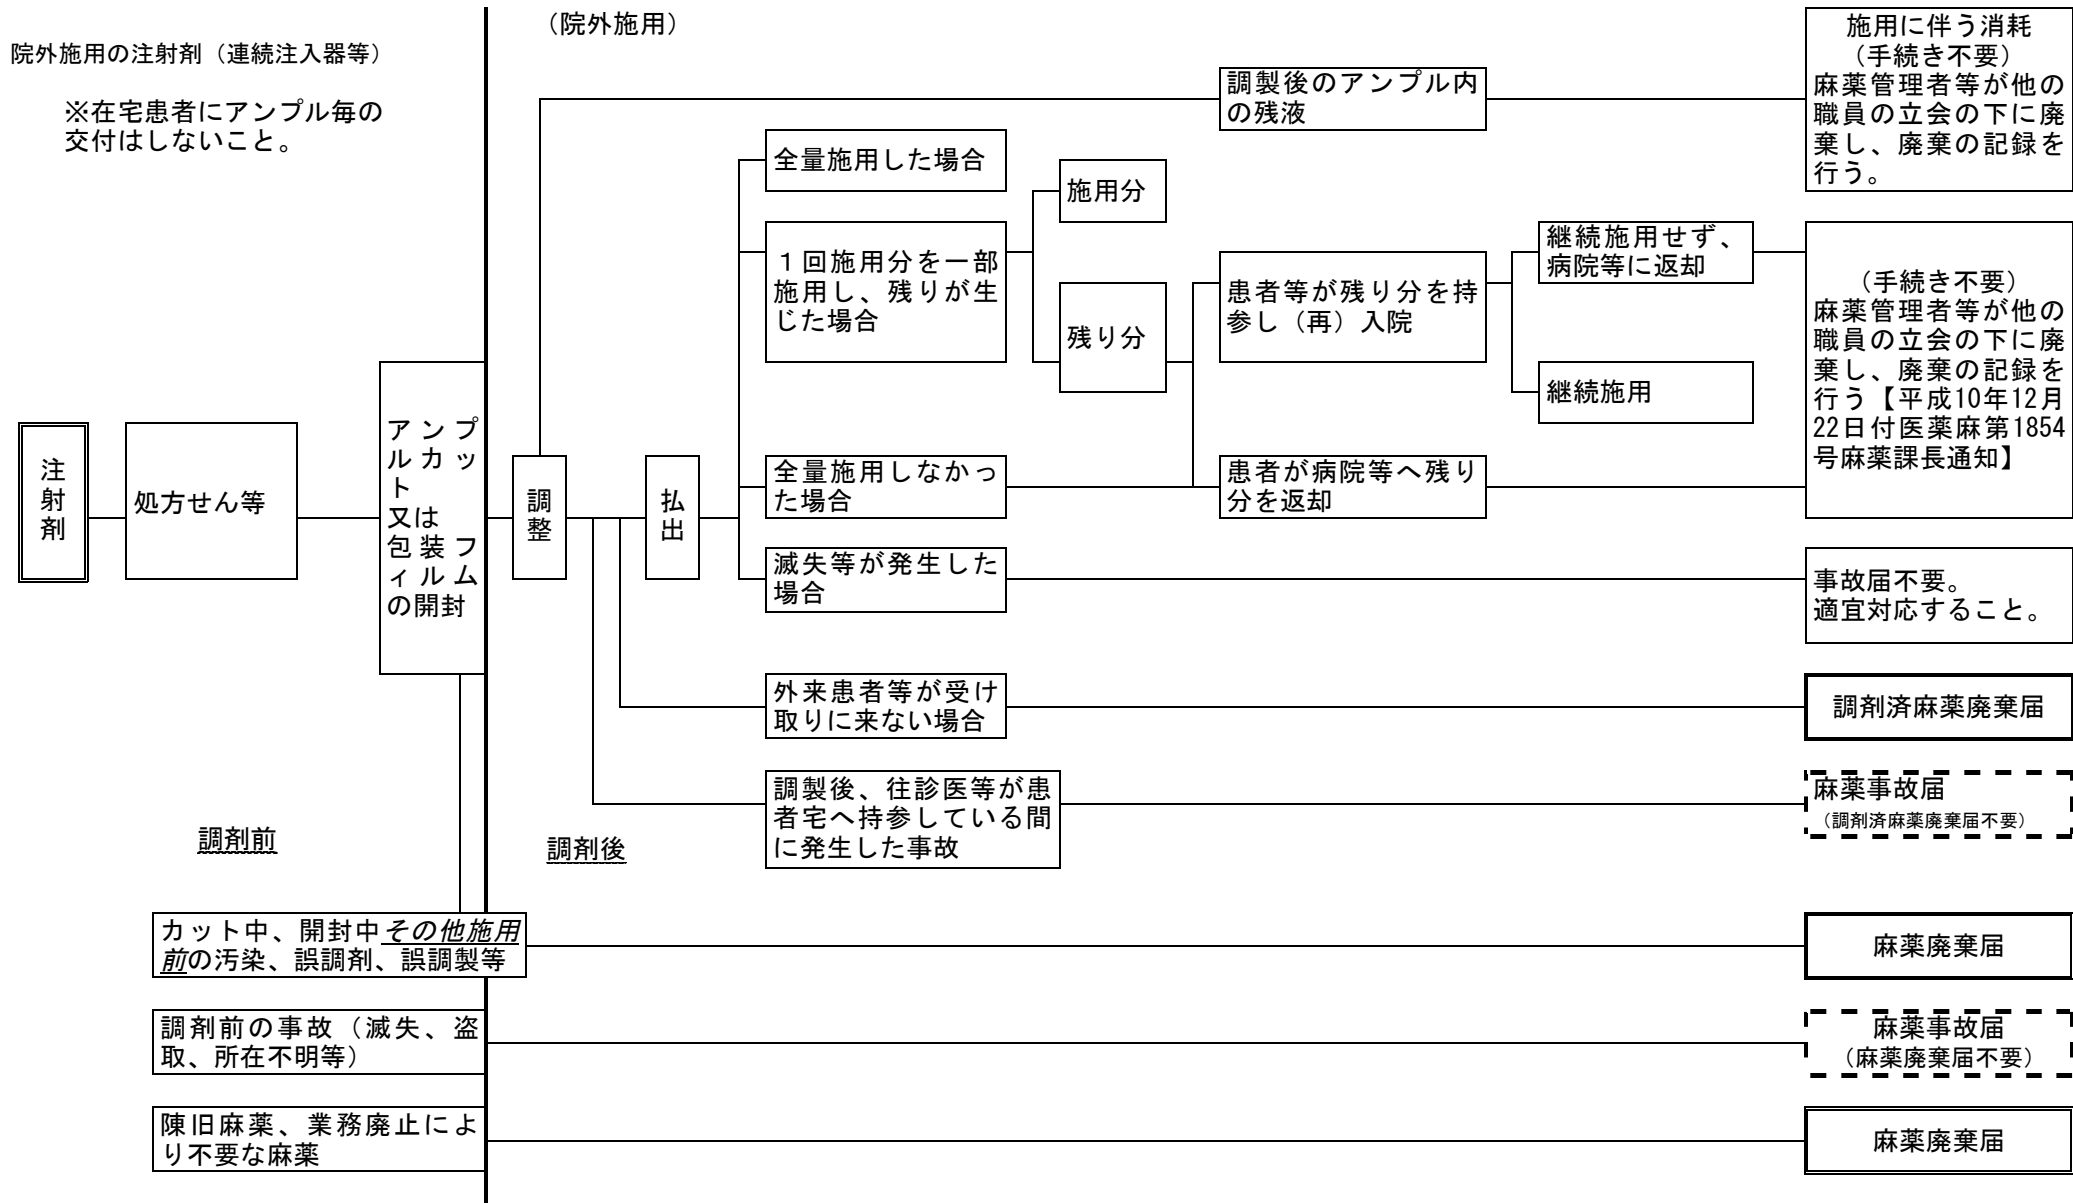 （院外施用）
院外施用の注射剤（連続注入器等）
※在宅患者にアンプル毎の
交付はしないこと。
注
射
剤
処方せん等
アンプ
ルカッ
ト
又は
包装フ
ィルム
の開封
調
整
払
出
調製後のアンプル内
の残液
施用に伴う消耗
（手続き不要）
麻薬管理者等が他の
職員の立会の下に廃
棄し、廃棄の記録を
行う。
全量施用した場合
１回施用分を一部
施用し、残りが生
じた場合
施用分
残り分
患者等が残り分を持
参し（再）入院
継続施用せず、
病院等に返却
継続施用
（手続き不要）
麻薬管理者等が他の
職員の立会の下に廃
棄し、廃棄の記録を
行う【平成10年12月
22日付医薬麻第1854
号麻薬課長通知】
全量施用しなかっ
た場合
患者が病院等へ残り
分を返却
滅失等が発生した
場合
事故届不要。
適宜対応すること。
外来患者等が受け
取りに来ない場合
調剤済麻薬廃棄届
調製後、往診医等が患
者宅へ持参している間
に発生した事故
麻薬事故届
（調剤済麻薬廃棄届不要）
調剤前
調剤後
カット中、開封中その他施用
前の汚染、誤調剤、誤調製等
麻薬廃棄届
調剤前の事故（滅失、盗
取、所在不明等）
麻薬事故届
（麻薬廃棄届不要）
陳旧麻薬、業務廃止によ
り不要な麻薬
麻薬廃棄届